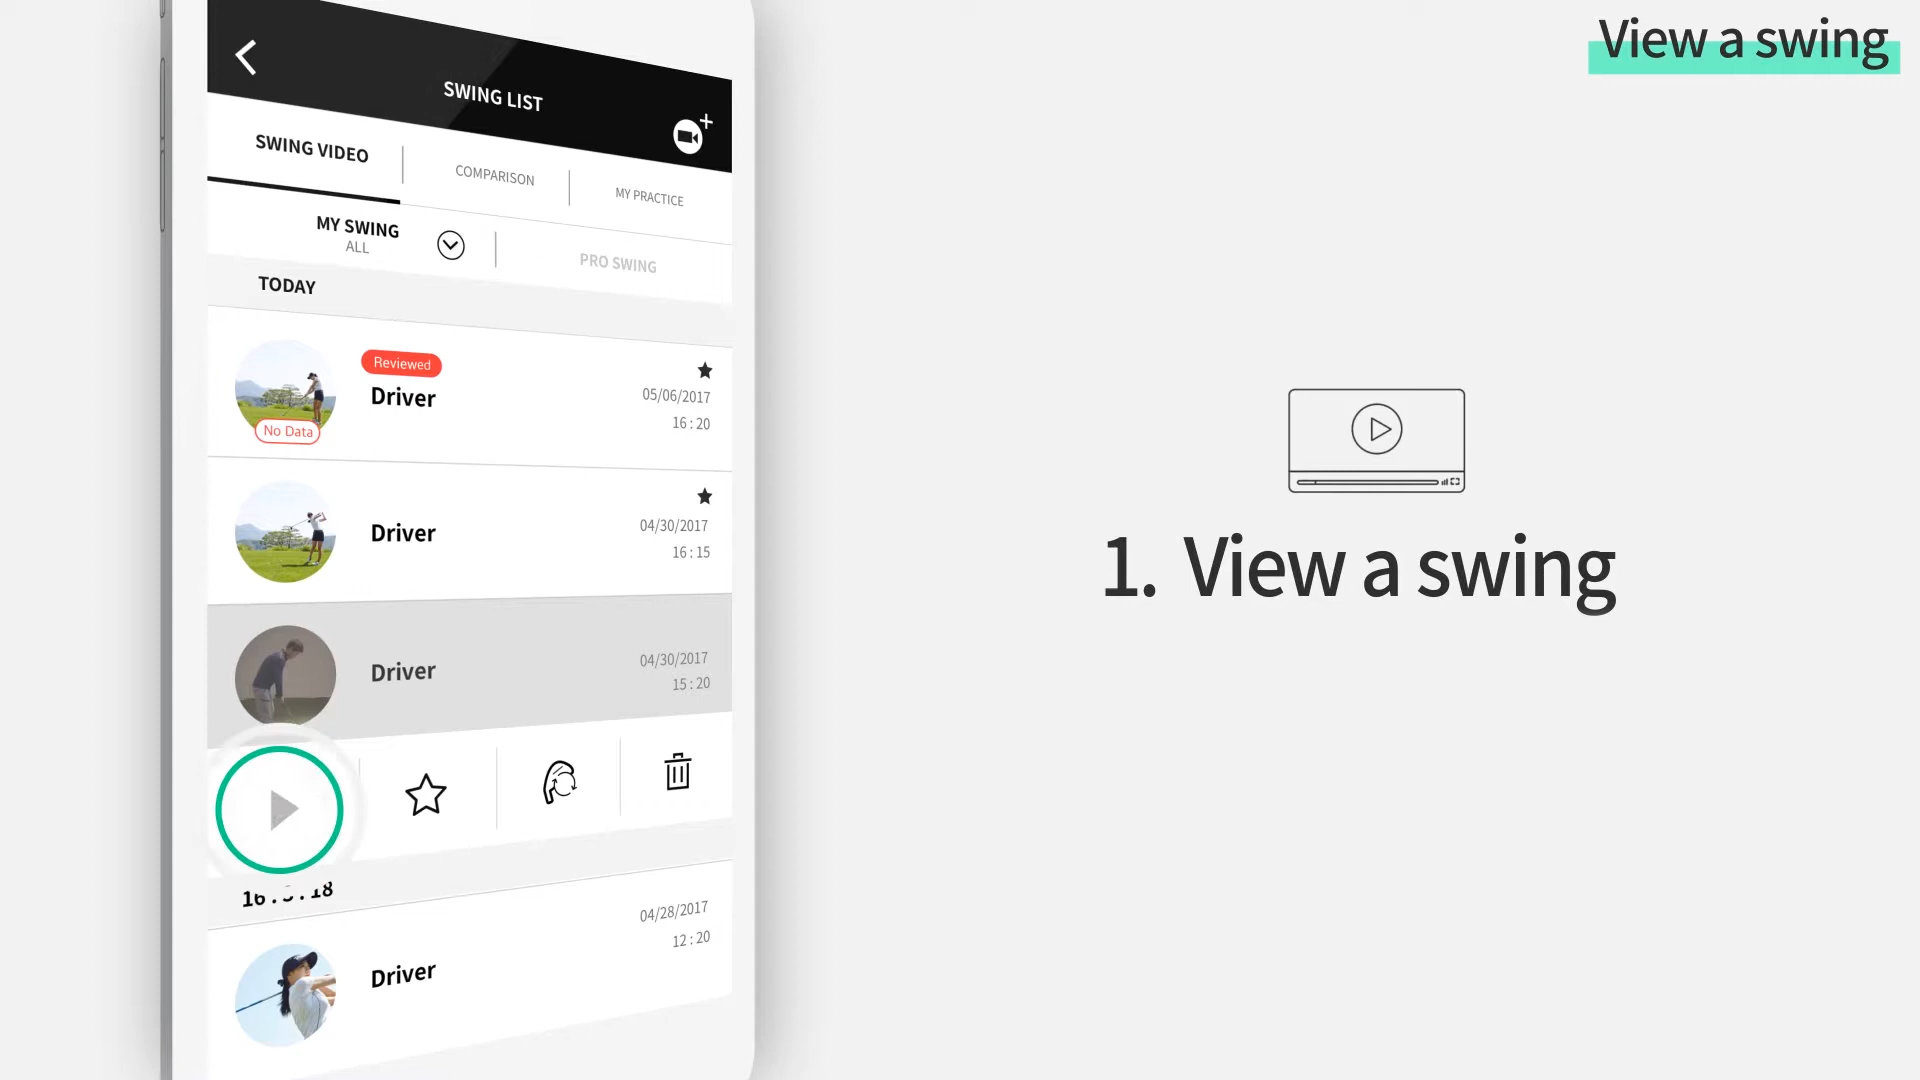 View a swing
SWING LIST
SWING VIDEO
COMPARISON
MY PRACTICE
MY SWING
ALL
PRO SWING
TODAY
Reviewed
Driver
05/06/2017
16 : 20
No Data
Driver
04/30/2017
16 : 15
Driver
04/30/2017
15 : 20
04/28/2017
12 : 20
Driver
1. View a swing